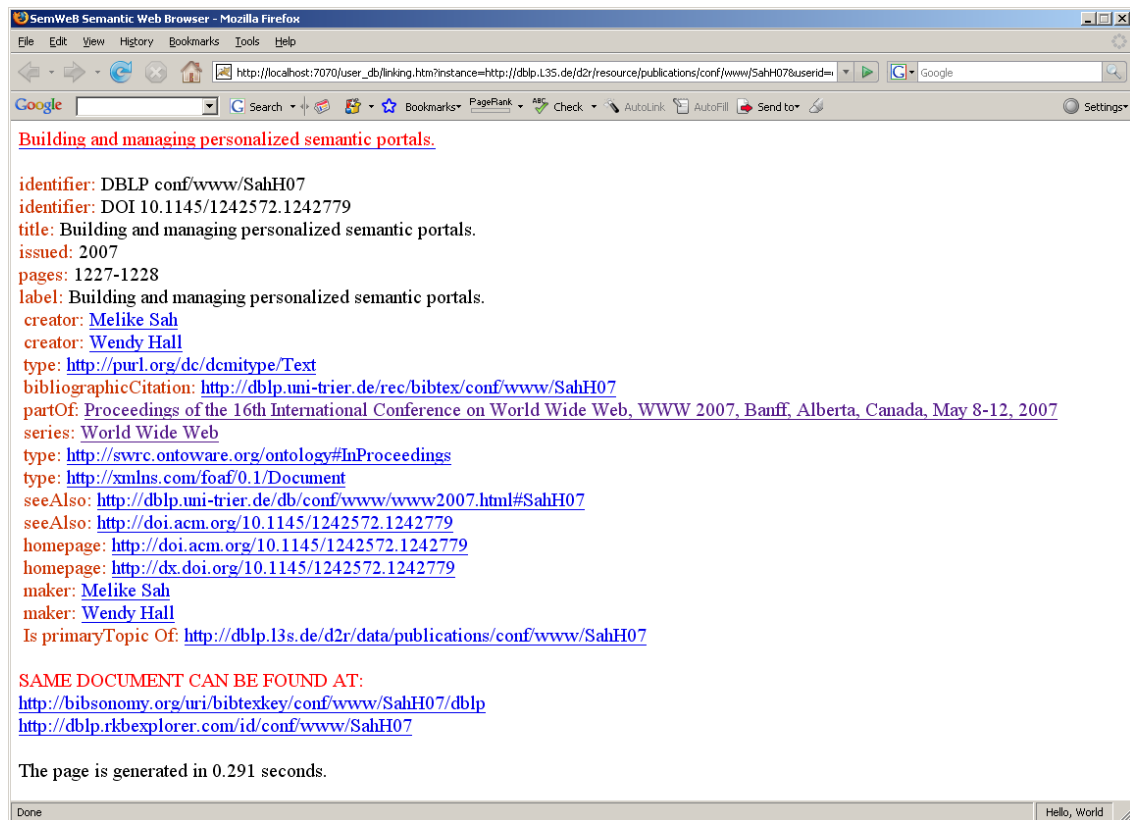 SemWeB Semantic Web Browser - Mozilla Firefox
File Edit View History Bookmarks Tools Help
http://localhost:7070/user_db/linking.htm?instance=http://dblp.L3S.de/d2r/resource/publications/conf/www/SahH07&userid= Google
Google Search Bookmarks PageRank Check AutoLink AutoFill Send to Settings
Building and managing personalized semantic portals.
identifier: DBLP conf/www/SahH07
identifier: DOI 10.1145/1242572.1242779
title: Building and managing personalized semantic portals.
issued: 2007
pages: 1227-1228
label: Building and managing personalized semantic portals.
creator: Melike Sah
creator: Wendy Hall
type: http://purl.org/dc/dcmitype/Text
bibliographicCitation: http://dblp.uni-trier.de/rec/bibtex/conf/www/SahH07
partOf: Proceedings of the 16th International Conference on World Wide Web, WWW 2007, Banff, Alberta, Canada, May 8-12, 2007
series: World Wide Web
type: http://swrc.ontoware.org/ontology#InProceedings
type: http://xmlns.com/foaf/0.1/Document
seeAlso: http://dblp.uni-trier.de/db/conf/www/www2007.html#SahH07
seeAlso: http://doi.acm.org/10.1145/1242572.1242779
homepage: http://doi.acm.org/10.1145/1242572.1242779
homepage: http://dx.doi.org/10.1145/1242572.1242779
maker: Melike Sah
maker: Wendy Hall
Is primaryTopic Of: http://dblp.l3s.de/d2r/data/publications/conf/www/SahH07
SAME DOCUMENT CAN BE FOUND AT:
http://bibsonomy.org/uri/bibtexkey/conf/www/SahH07/dblp
http://dblp.rkbexplorer.com/id/conf/www/SahH07
The page is generated in 0.291 seconds.
Done Hello, World